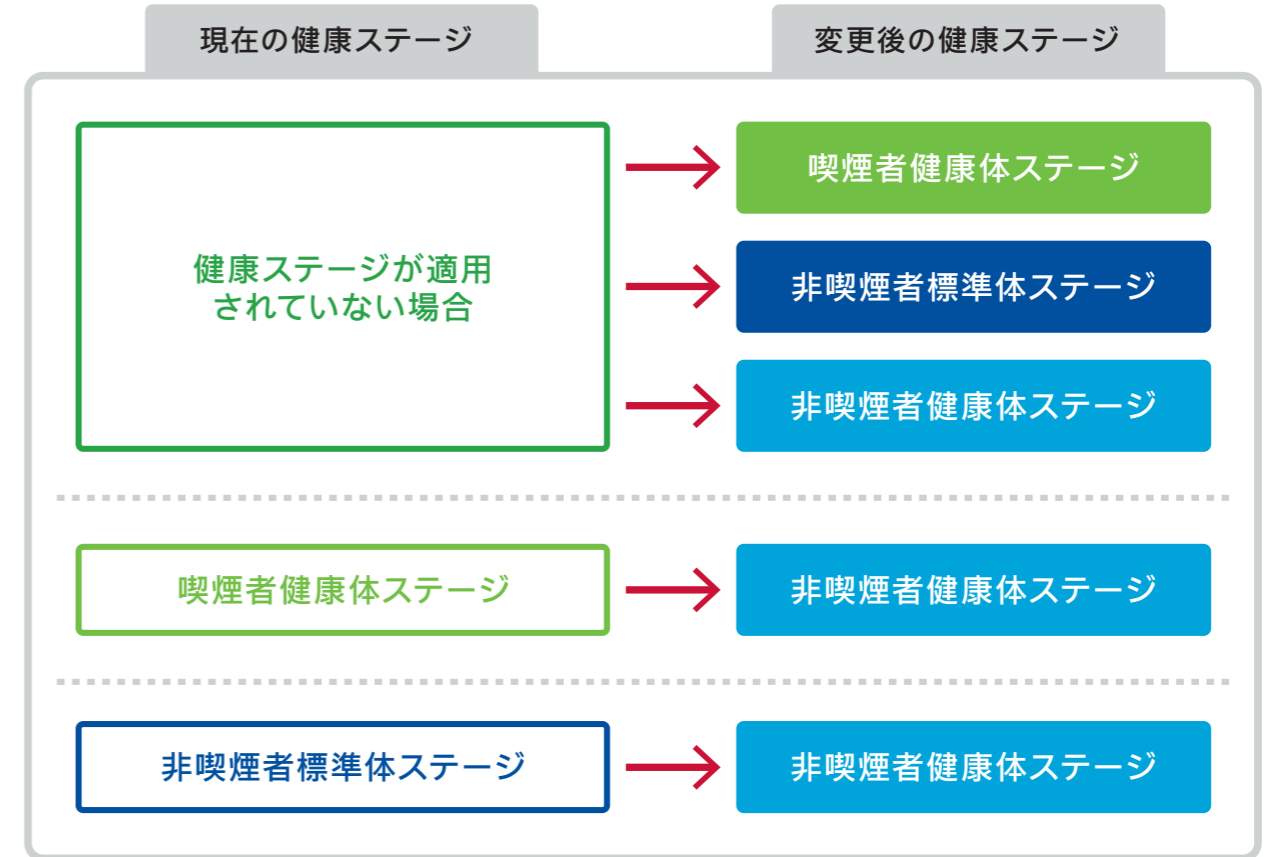 現在の健康ステージ
変更後の健康ステージ
健康ステージが適用
されていない場合
喫煙者健康体ステージ
非喫煙者標準体ステージ
非喫煙者健康体ステージ
喫煙者健康体ステージ
非喫煙者健康体ステージ
非喫煙者標準体ステージ
非喫煙者健康体ステージ